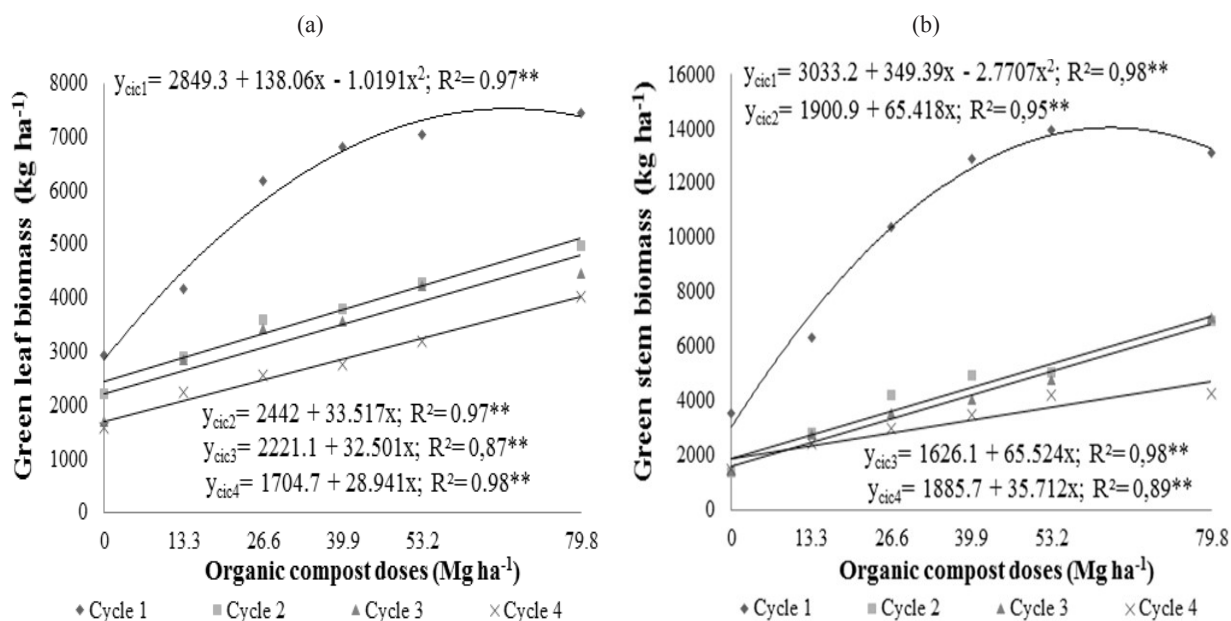 (a)
y_cic1= 2849.3 + 138.06x - 1.0191x²; R²= 0.97**
Green leaf biomass (kg ha⁻¹)
8000
7000
6000
5000
4000
3000
2000
1000
0
y_cic2= 2442 + 33.517x; R²= 0.97**
y_cic3= 2221.1 + 32.501x; R²= 0,87**
y_cic4= 1704.7 + 28.941x; R²= 0.98**
0 13.3 26.6 39.9 53.2 79.8
Organic compost doses (Mg ha⁻¹)
Cycle 1 Cycle 2 Cycle 3 Cycle 4
(b)
y_cic1= 3033.2 + 349.39x - 2.7707x²; R²= 0,98**
y_cic2= 1900.9 + 65.418x; R²= 0,95**
Green stem biomass (kg ha⁻¹)
16000
14000
12000
10000
8000
6000
4000
2000
0
y_cic3= 1626.1 + 65.524x; R²= 0,98**
y_cic4= 1885.7 + 35.712x; R²= 0,89**
0 13.3 26.6 39.9 53.2 79.8
Organic compost doses (Mg ha⁻¹)
Cycle 1 Cycle 2 Cycle 3 Cycle 4